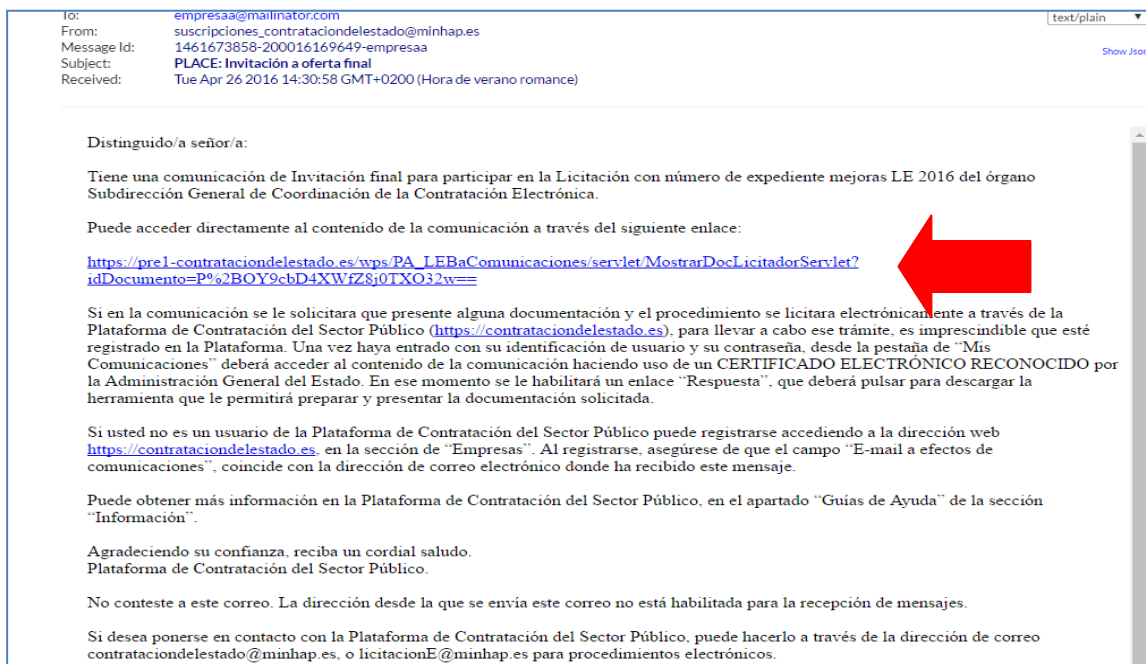 To: empresaa@mailinator.com
text/plain
From: suscripciones_contrataciondelestado@minhap.es
Message Id: 1461673858-200016169649-empresaa
Show Json
Subject: PLACE: Invitación a oferta final
Received: Tue Apr 26 2016 14:30:58 GMT+0200 (Hora de verano romance)
Distinguido/a señor/a:
Tiene una comunicación de Invitación final para participar en la Licitación con número de expediente mejoras LE 2016 del órgano
Subdirección General de Coordinación de la Contratación Electrónica.
Puede acceder directamente al contenido de la comunicación a través del siguiente enlace:
https://pre1-contrataciondelestado.es/wps/PA_LEBaComunicaciones/servlet/MostrarDocLicitadorServlet?
idDocumento=P%2BOY9cbD4XWfZ8j0TXO32w==
Si en la comunicación se le solicitara que presente alguna documentación y el procedimiento se licitara electrónicamente a través de la
Plataforma de Contratación del Sector Público (https://contrataciondelestado.es), para llevar a cabo ese trámite, es imprescindible que esté
registrado en la Plataforma. Una vez haya entrado con su identificación de usuario y su contraseña, desde la pestaña de “Mis
Comunicaciones” deberá acceder al contenido de la comunicación haciendo uso de un CERTIFICADO ELECTRÓNICO RECONOCIDO por
la Administración General del Estado. En ese momento se le habilitará un enlace “Respuesta”, que deberá pulsar para descargar la
herramienta que le permitirá preparar y presentar la documentación solicitada.
Si usted no es un usuario de la Plataforma de Contratación del Sector Público puede registrarse accediendo a la dirección web
https://contrataciondelestado.es, en la sección de “Empresas”. Al registrarse, asegúrese de que el campo “E-mail a efectos de
comunicaciones”, coincide con la dirección de correo electrónico donde ha recibido este mensaje.
Puede obtener más información en la Plataforma de Contratación del Sector Público, en el apartado “Guías de Ayuda” de la sección
“Información”.
Agradeciendo su confianza, reciba un cordial saludo.
Plataforma de Contratación del Sector Público.
No conteste a este correo. La dirección desde la que se envía este correo no está habilitada para la recepción de mensajes.
Si desea ponerse en contacto con la Plataforma de Contratación del Sector Público, puede hacerlo a través de la dirección de correo
contrataciondelestado@minhap.es, o licitacionE@minhap.es para procedimientos electrónicos.